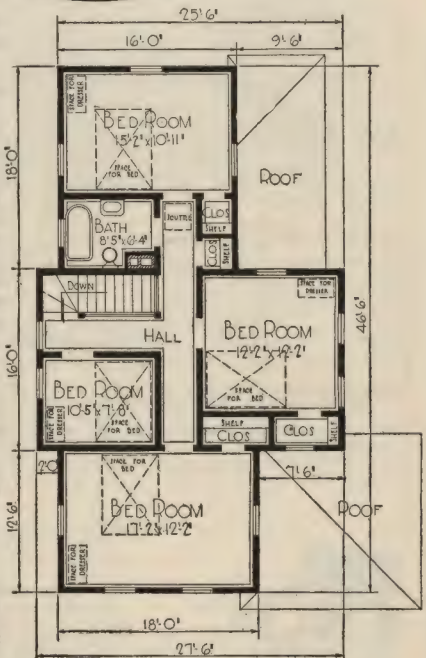 25'-6"
16'-0"
9'-6"
SPACE FOR
DRESSER
BED ROOM
15'-2" x 10'-11"
SPACE
FOR BED
18'-0"
ROOF
SCUTTLE
CLOS
SHELF
BATH
8'-5" x 6'-4"
CLOS
SHELF
DOWN
SPACE FOR
DRESSER
46'-6"
HALL
BED ROOM
12'-2" x 12'-2"
16'-0"
SPACE
FOR BED
BED ROOM
10'-5" x 7'-8"
SPACE FOR
DRESSER
SPACE
FOR BED
SHELF
CLOS
CLOS
SHELF
2'0"
SPACE
FOR BED
7'-6"
ROOF
BED ROOM
17'-2" x 12'-2"
12'-6"
SPACE FOR
DRESSER
18'-0"
27'-6"